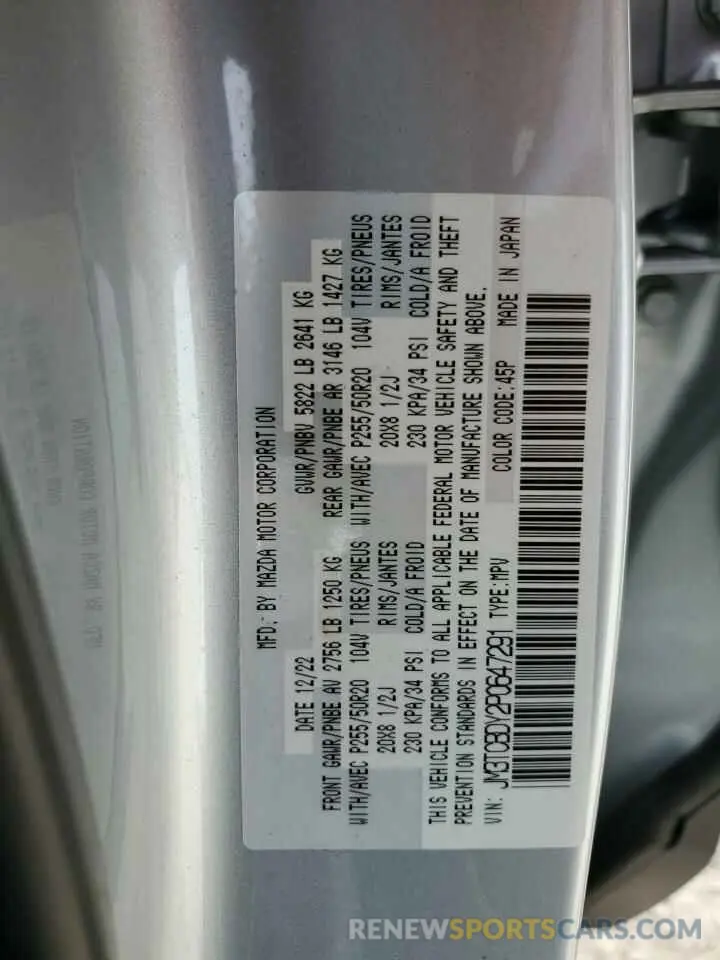 MFD. BY MAZDA MOTOR CORPORATION
DATE 12/22 GVWR/PNBV 5822 LB 2641 KG
FRONT GAWR/PNBE AV 2756 LB 1250 KG REAR GAWR/PNBE AR 3146 LB 1427 KG
WITH/AVEC P255/50R20 104V TIRES/PNEUS WITH/AVEC P255/50R20 104V TIRES/PNEUS
20X8 1/2J RIMS/JANTES 20X8 1/2J RIMS/JANTES
230 KPA/34 PSI COLD/A FROID 230 KPA/34 PSI COLD/A FROID
THIS VEHICLE CONFORMS TO ALL APPLICABLE FEDERAL MOTOR VEHICLE SAFETY AND THEFT
PREVENTION STANDARDS IN EFFECT ON THE DATE OF MANUFACTURE SHOWN ABOVE.
VIN: JM3TCBDY2P0647291 TYPE:MPV COLOR CODE:45P MADE IN JAPAN
RENEWSPORTSCARS.COM